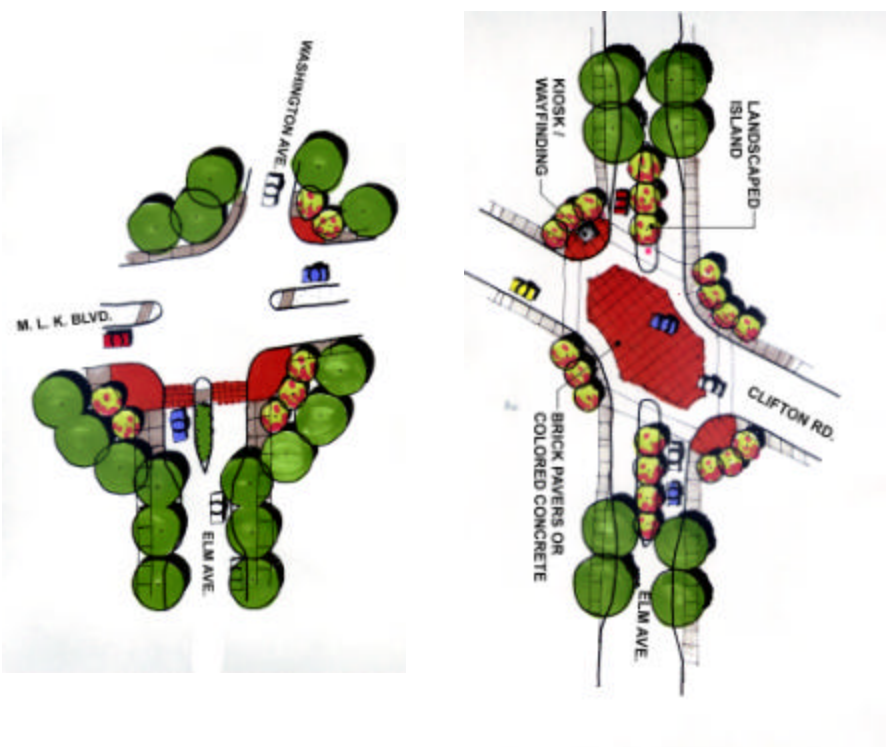 WASHINGTON AVE.
M. L. K. BLVD.
ELM AVE.
KIOSK /
WAYFINDING
LANDSCAPED
ISLAND
CLIFTON RD.
BRICK PAVERS OR
COLORED CONCRETE
ELM AVE.